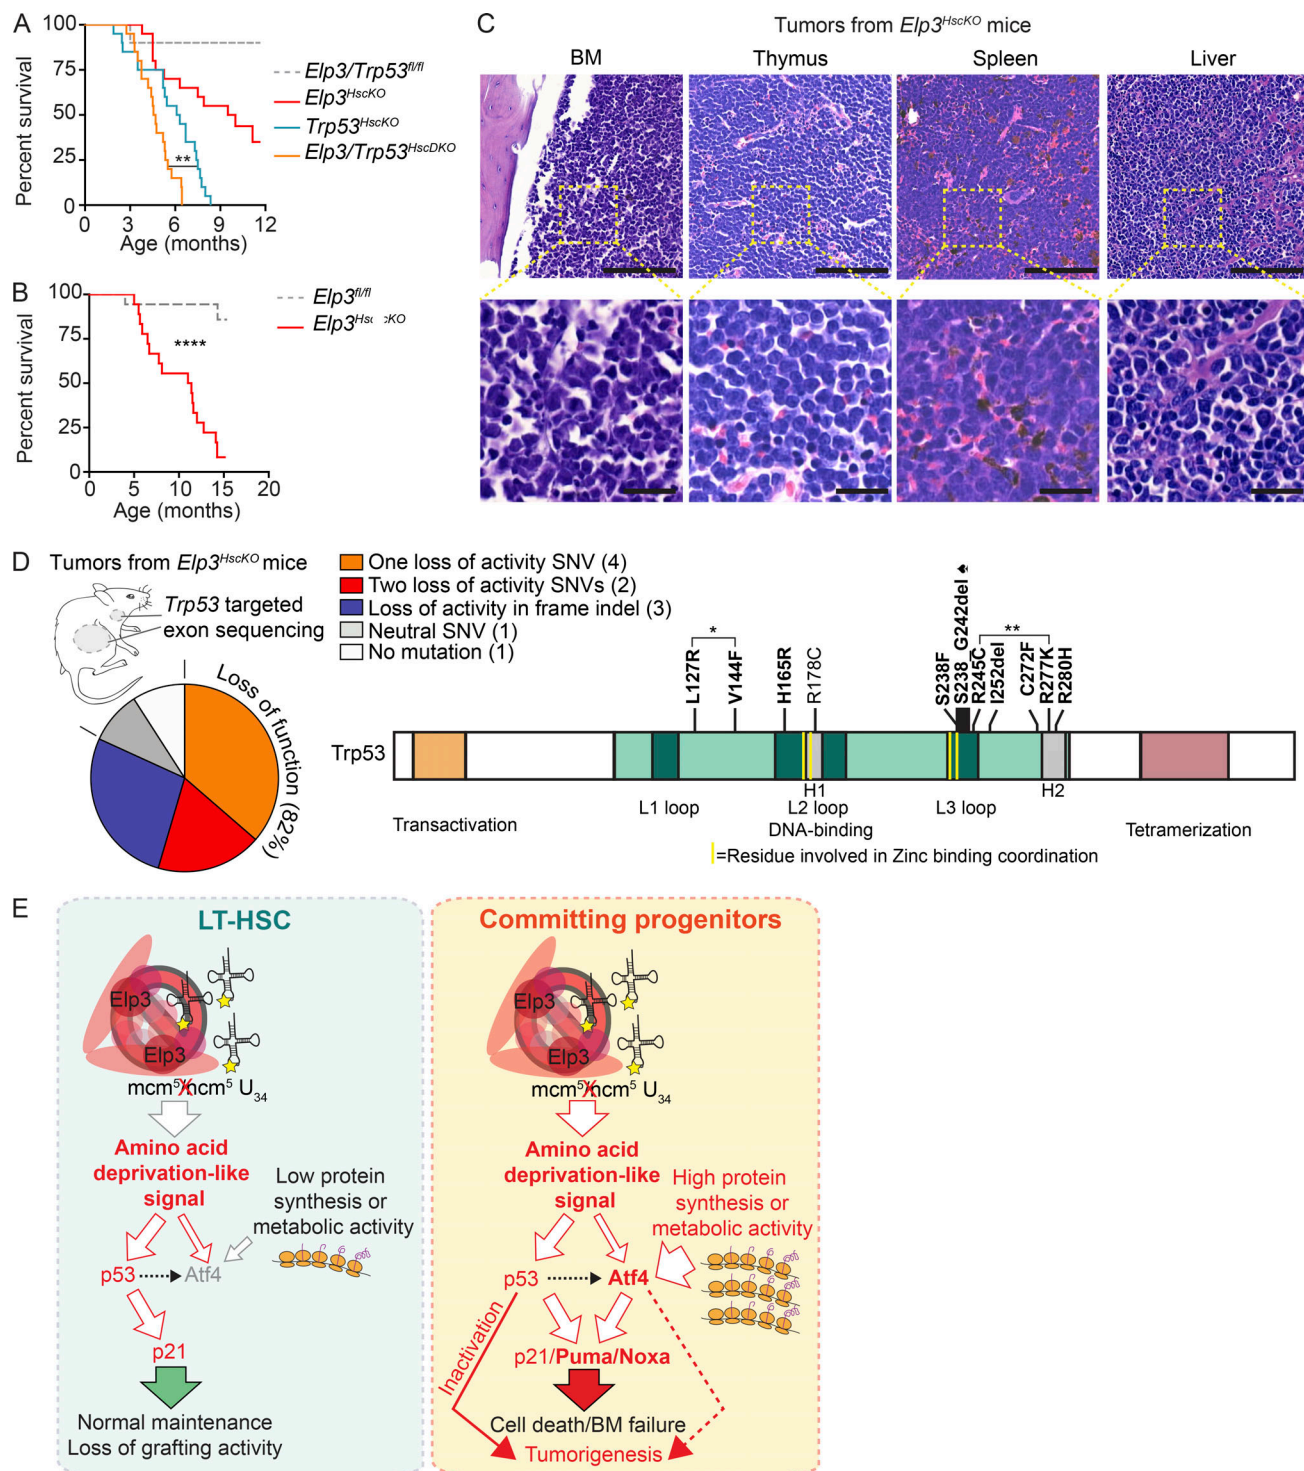 A
Percent survival
100
75
50
25
0
0 3 6 9 12
Age (months)
**
Elp3/Trp53fl/fl
Elp3HscKO
Trp53HscKO
Elp3/Trp53HscDKO
B
Percent survival
100
75
50
25
0
0 5 10 15 20
Age (months)
****
Elp3fl/fl
C
Tumors from Elp3HscKO mice
BM Thymus Spleen Liver
D Tumors from Elp3HscKO mice
Trp53 targeted
exon sequencing
Loss of function (82%)
One loss of activity SNV (4)
Two loss of activity SNVs (2)
Loss of activity in frame indel (3)
Neutral SNV (1)
No mutation (1)
* **
L127R
V144F
H165R
R178C
S238F
S238_G242del ♠
R245C
I252del
C272F
R277K
R280H
Trp53
H1 H2
L1 loop L2 loop L3 loop
Transactivation DNA-binding Tetramerization
=Residue involved in Zinc binding coordination
E
LT-HSC
Elp3
Elp3
mcm5/ncm5 U34
Amino acid
deprivation-like
signal
Low protein
synthesis or
metabolic activity
p53 Atf4
p21
Normal maintenance
Loss of grafting activity
Committing progenitors
Elp3
Elp3
mcm5/ncm5 U34
Amino acid
deprivation-like
signal
High protein
synthesis or
metabolic activity
p53 Atf4
Inactivation
p21/Puma/Noxa
Cell death/BM failure
Tumorigenesis